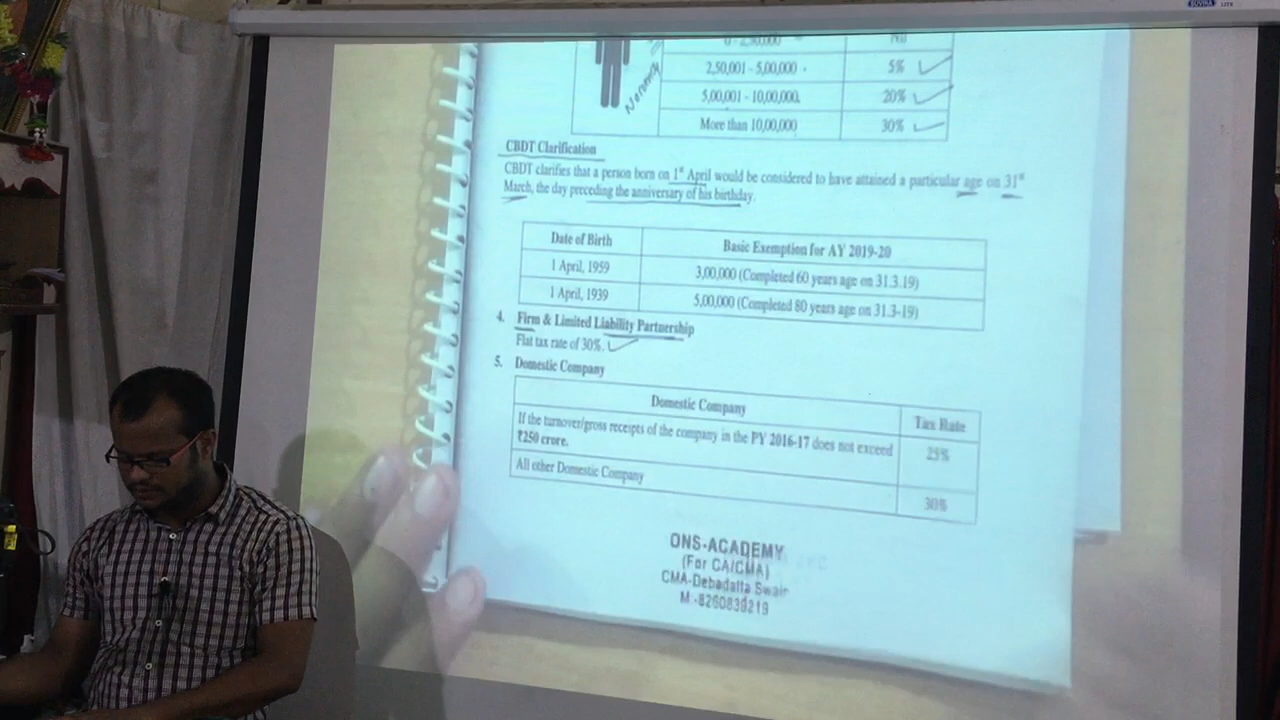 LITE
0 - 2,50,000 Nil
2,50,001 - 5,00,000 5%
5,00,001 - 10,00,000 20%
More than 10,00,000 30%
CBDT Clarification
CBDT clarifies that a person born on 1st April would be considered to have attained a particular age on 31st
March, the day preceding the anniversary of his birthday.
Date of Birth Basic Exemption for AY 2019-20
1 April, 1959 3,00,000 (Completed 60 years age on 31.3.19)
1 April, 1939 5,00,000 (Completed 80 years age on 31.3-19)
4. Firm & Limited Liability Partnership
Flat tax rate of 30%.
5. Domestic Company
Domestic Company Tax Rate
If the turnover/gross receipts of the company in the PY 2016-17 does not exceed
₹250 crore. 25%
All other Domestic Company 30%
ONS-ACADEMY
(For CA/CMA)
CMA-Debadatta Swain
M.-8260839219